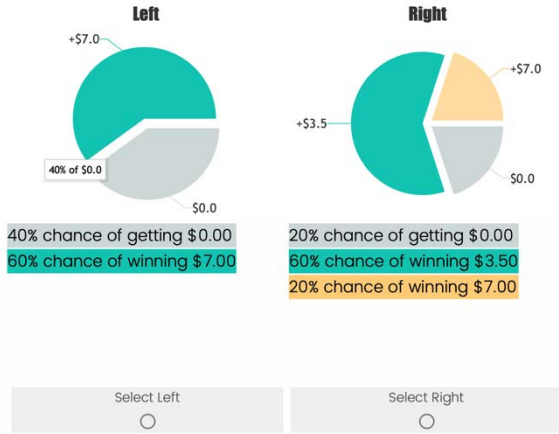 Left
+$7.0
40% of $0.0
$0.0
40% chance of getting $0.00
60% chance of winning $7.00
Right
+$7.0
+$3.5
$0.0
20% chance of getting $0.00
60% chance of winning $3.50
20% chance of winning $7.00
Select Left
Select Right